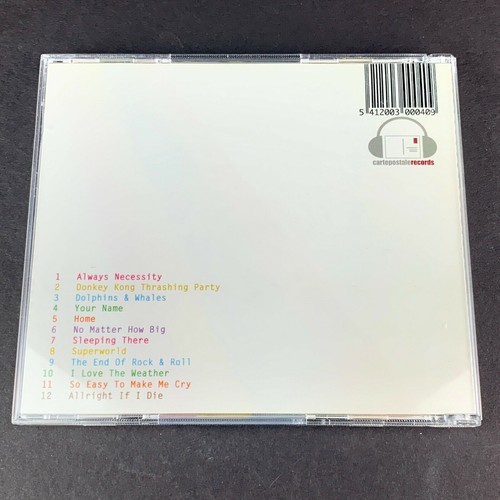 5 412003 000409
cartepostalerecords
1 Always Necessity
2 Donkey Kong Thrashing Party
3 Dolphins & Whales
4 Your Name
5 Home
6 No Matter How Big
7 Sleeping There
8 Superworld
9 The End Of Rock & Roll
10 I Love The Weather
11 So Easy To Make Me Cry
12 Allright If I Die